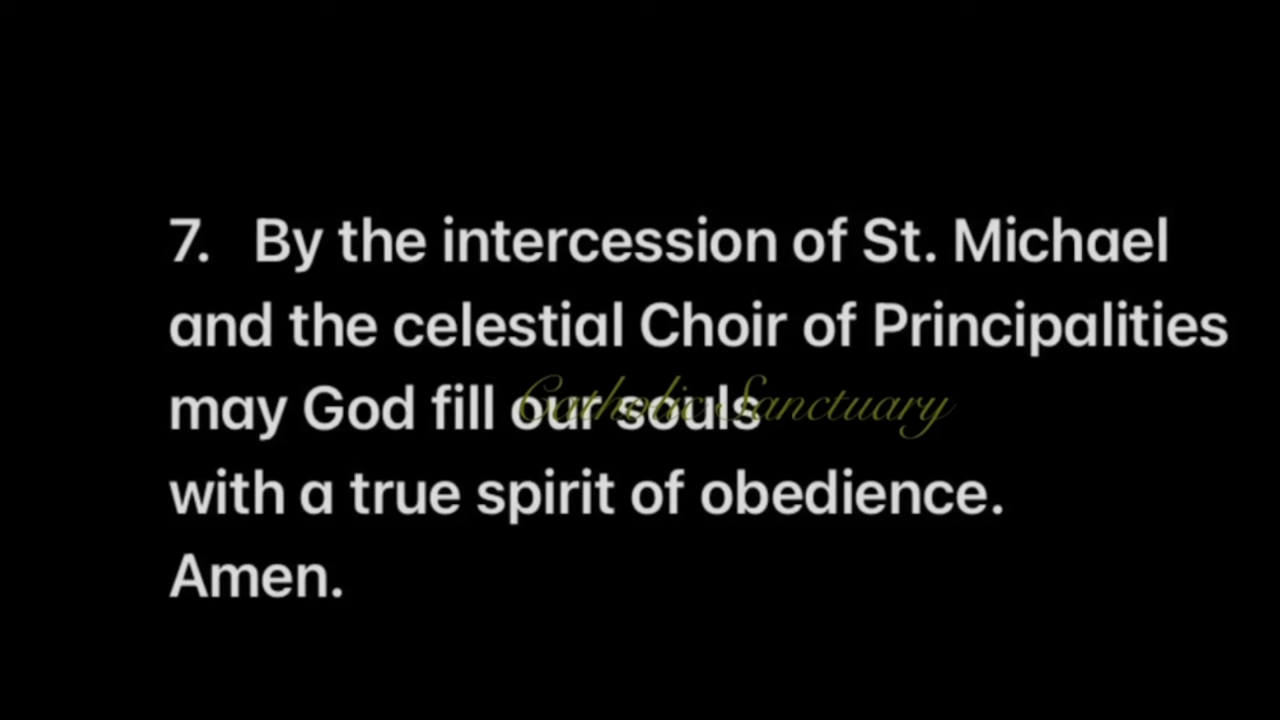 7. By the intercession of St. Michael
and the celestial Choir of Principalities
may God fill our souls
Catholic Sanctuary
with a true spirit of obedience.
Amen.